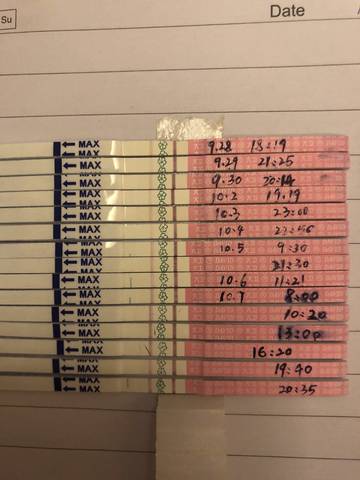 Su
Date
MAX 9.28 18:19
MAX 9.29 21:25
MAX 9.30 20:14
MAX 10.2 19.19
MAX 10.3 23:00
MAX 10.4
MAX 10.5 9:30
MAX 21:30
MAX 10.6 11:21
MAX 10.7 8:00
MAX 10:20
MAX 13:00
MAX 16:20
MAX 19:40
MAX 20:35